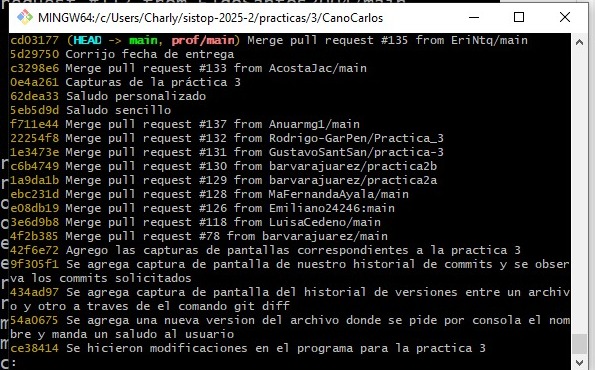 MINGW64:/c/Users/Charly/sistop-2025-2/practicas/3/CanoCarlos
cd03177 (HEAD -> main, prof/main) Merge pull request #135 from EriNtq/main
5d29750 Corrijo fecha de entrega
c3298e6 Merge pull request #133 from AcostaJac/main
0e4a261 Capturas de la práctica 3
62dea33 Saludo personalizado
5eb5d9d Saludo sencillo
f711e44 Merge pull request #137 from Anuarmg1/main
22254f8 Merge pull request #132 from Rodrigo-GarPen/Practica_3
1e3473e Merge pull request #131 from GustavoSantSan/practica-3
c6b4749 Merge pull request #130 from barvarajuarez/practica2b
1a9da1b Merge pull request #129 from barvarajuarez/practica2a
ebc231d Merge pull request #128 from MaFernandaAyala/main
e08db19 Merge pull request #126 from Emiliano24246:main
3e6d9b8 Merge pull request #118 from LuisaCedeno/main
4f2b385 Merge pull request #78 from barvarajuarez/main
42f6e72 Agrego las capturas de pantallas correspondientes a la practica 3
9f305f1 Se agrega captura de pantalla de nuestro historial de commits y se obser
va los commits solicitados
434ad97 Se agrega captura de pantalla del historial de versiones entre un archiv
o y otro a traves de el comando git diff
54a0675 Se agrega una nueva version del archivo donde se pide por consola el nom
bre y manda un saludo al usuario
ce38414 Se hicieron modificaciones en el programa para la practica 3
: